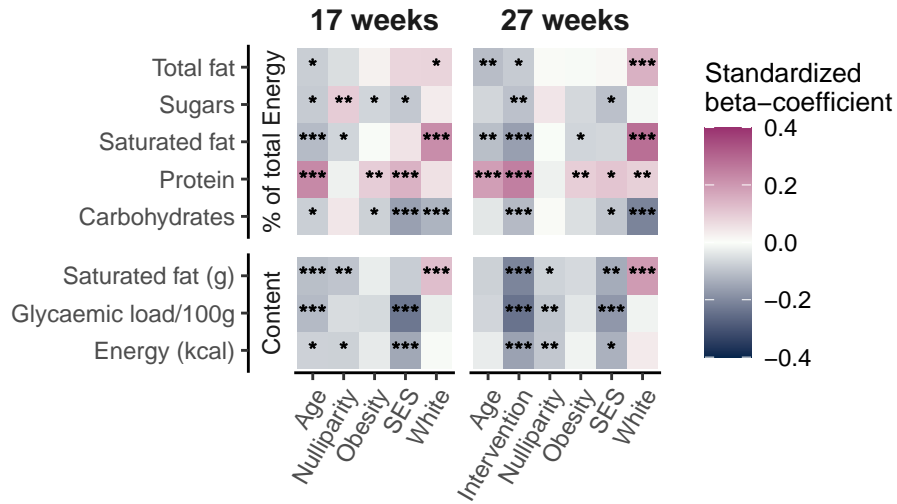 17 weeks 27 weeks
% of total Energy
Total fat * * ** * ***
Sugars * ** * * ** *
Saturated fat *** * *** ** *** * ***
Protein *** ** *** *** *** ** * **
Carbohydrates * * *** *** *** * ***
Content
Saturated fat (g) *** ** *** *** * ** ***
Glycaemic load/100g *** *** *** ** ***
Energy (kcal) * * *** *** ** *
Age Nulliparity Obesity SES White Age Intervention Nulliparity Obesity SES White
Standardized
beta−coefficient
0.4
0.2
0.0
−0.2
−0.4